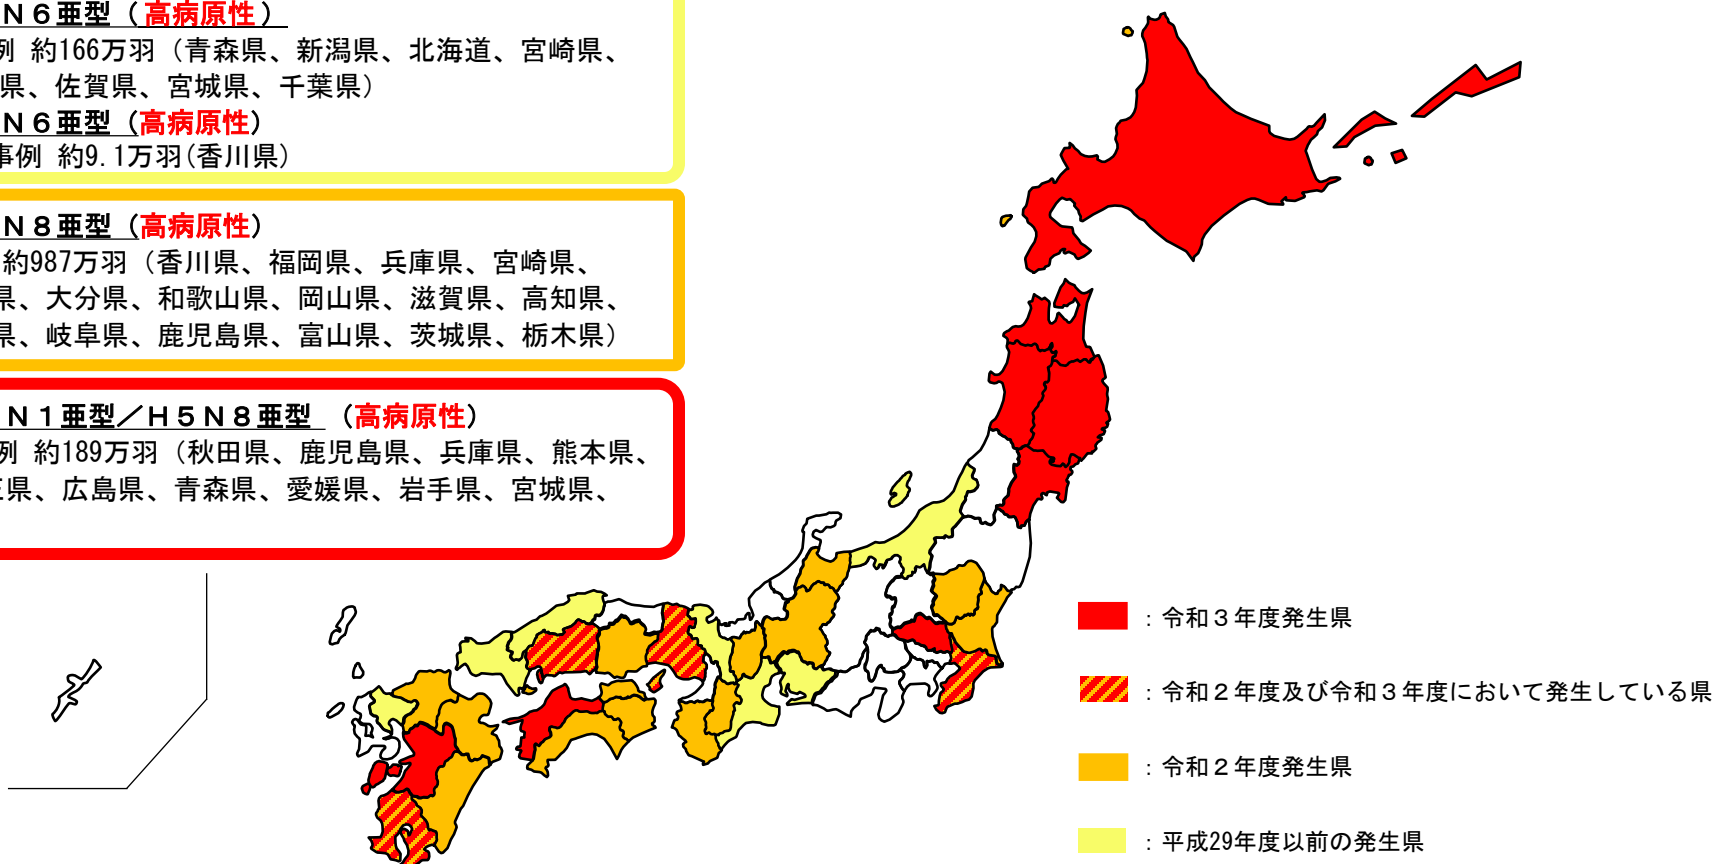 Ｎ６亜型（高病原性）
例 約166万羽（青森県、新潟県、北海道、宮崎県、
県、佐賀県、宮城県、千葉県）
Ｎ６亜型（高病原性）
事例 約9.1万羽(香川県）
Ｎ８亜型（高病原性）
約987万羽（香川県、福岡県、兵庫県、宮崎県、
県、大分県、和歌山県、岡山県、滋賀県、高知県、
県、岐阜県、鹿児島県、富山県、茨城県、栃木県）
Ｎ１亜型／Ｈ５Ｎ８亜型 （高病原性）
例 約189万羽（秋田県、鹿児島県、兵庫県、熊本県、
県、広島県、青森県、愛媛県、岩手県、宮城県、
：令和３年度発生県
：令和２年度及び令和３年度において発生している県
：令和２年度発生県
：平成29年度以前の発生県